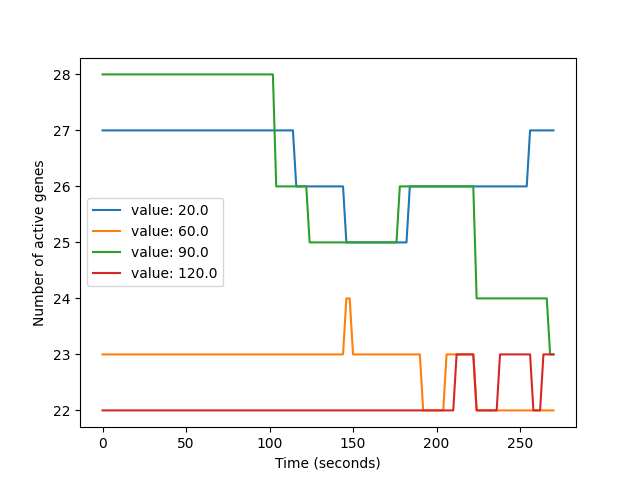 28
27
26
25
24
23
22
Number of active genes
value: 20.0
value: 60.0
value: 90.0
value: 120.0
0 50 100 150 200 250
Time (seconds)